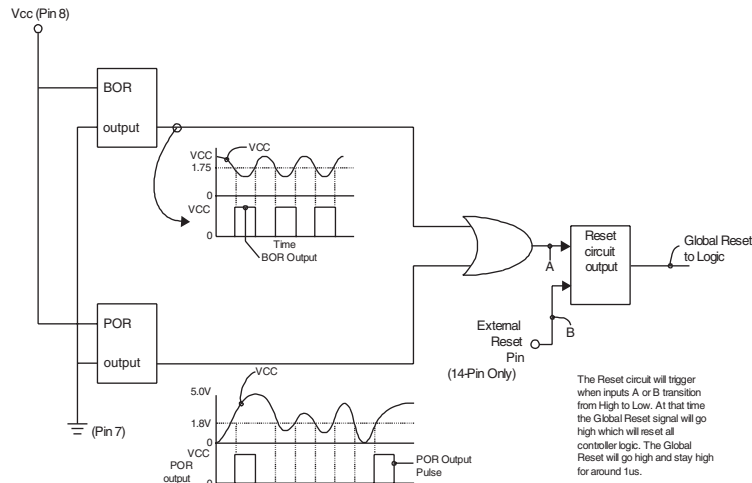 Vcc (Pin 8)
BOR
output
VCC
VCC
1.75
0
VCC
0
Time
BOR Output
A
Reset
circuit
output
Global Reset
to Logic
B
External
Reset
Pin
(14-Pin Only)
POR
output
(Pin 7)
VCC
5.0V
1.8V
0
VCC
POR
output
0
POR Output
Pulse
The Reset circuit will trigger
when inputs A or B transition
from High to Low. At that time
the Global Reset signal will go
high which will reset all
controller logic. The Global
Reset will go high and stay high
for around 1us.